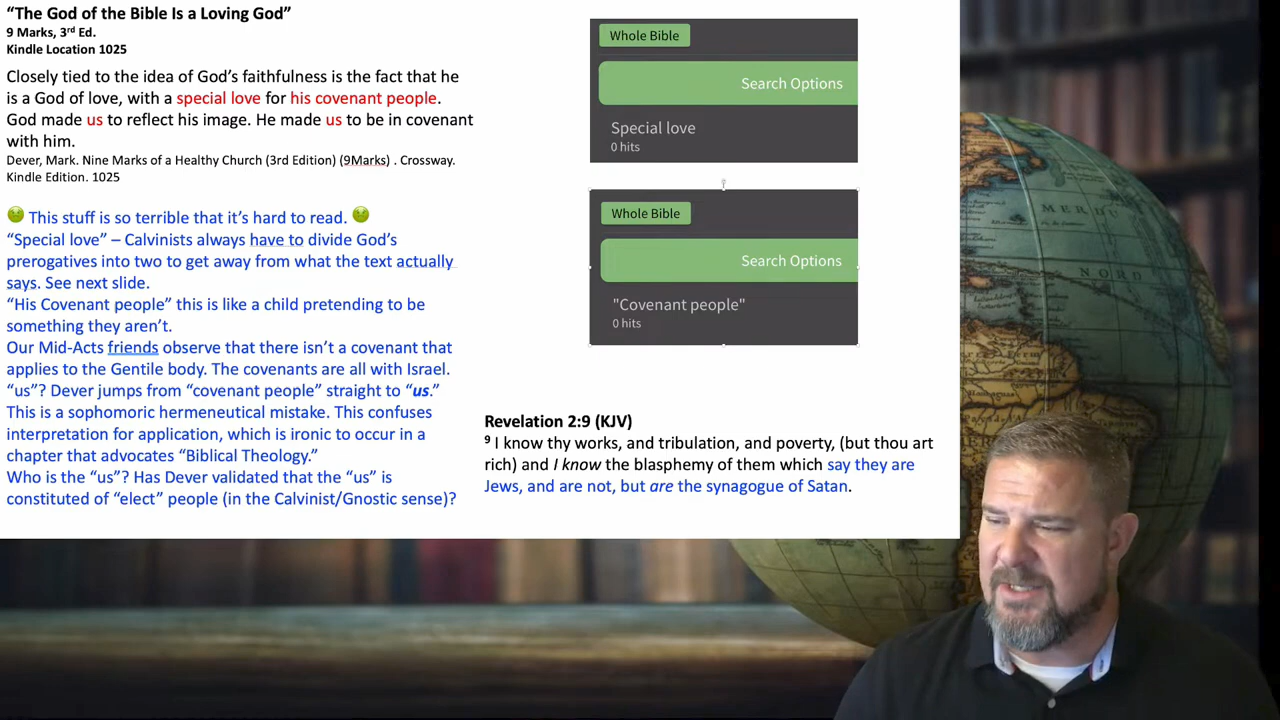 “The God of the Bible Is a Loving God”
9 Marks, 3rd Ed.
Kindle Location 1025
Closely tied to the idea of God’s faithfulness is the fact that he
is a God of love, with a special love for his covenant people.
God made us to reflect his image. He made us to be in covenant
with him.
Dever, Mark. Nine Marks of a Healthy Church (3rd Edition) (9Marks) . Crossway.
Kindle Edition. 1025
🤢 This stuff is so terrible that it’s hard to read. 🤢
“Special love” – Calvinists always have to divide God’s
prerogatives into two to get away from what the text actually
says. See next slide.
“His Covenant people” this is like a child pretending to be
something they aren’t.
Our Mid-Acts friends observe that there isn’t a covenant that
applies to the Gentile body. The covenants are all with Israel.
“us”? Dever jumps from “covenant people” straight to “us.”
This is a sophomoric hermeneutical mistake. This confuses
interpretation for application, which is ironic to occur in a
chapter that advocates “Biblical Theology.”
Who is the “us”? Has Dever validated that the “us” is
constituted of “elect” people (in the Calvinist/Gnostic sense)?
Whole Bible
Search Options
Special love
0 hits
Whole Bible
Search Options
"Covenant people"
0 hits
Revelation 2:9 (KJV)
9 I know thy works, and tribulation, and poverty, (but thou art
rich) and I know the blasphemy of them which say they are
Jews, and are not, but are the synagogue of Satan.
MERDU
NORD